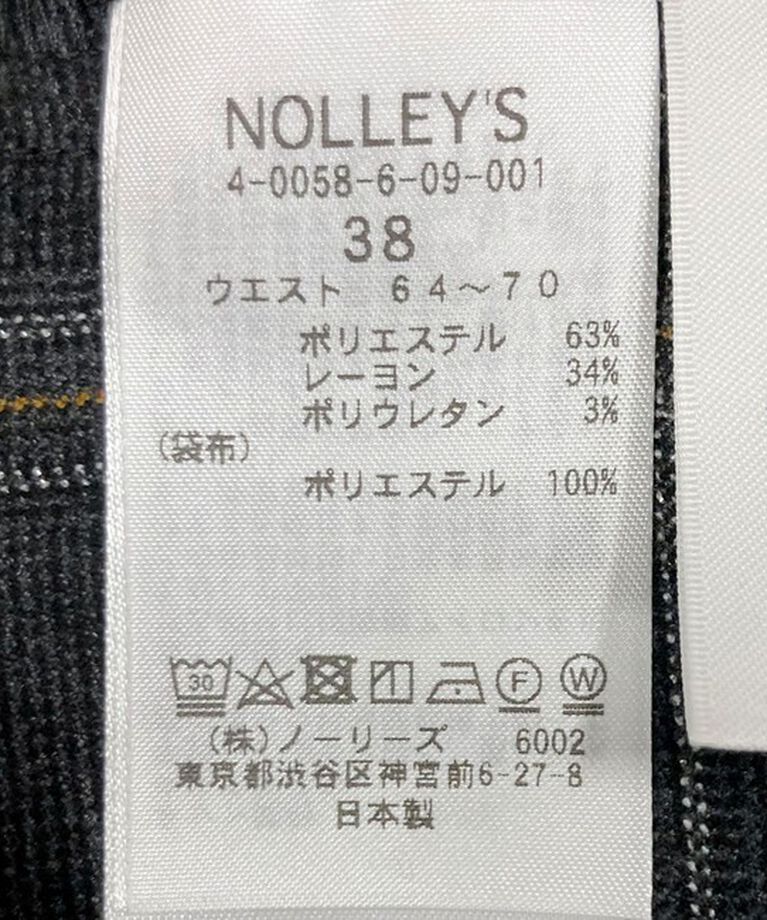 NOLLEY'S
4-0058-6-09-001
38
ウエスト 64～70
ポリエステル 63%
レーヨン 34%
ポリウレタン 3%
(袋布)
ポリエステル 100%
30 F W
(株)ノーリーズ 6002
東京都渋谷区神宮前6-27-8
日本製